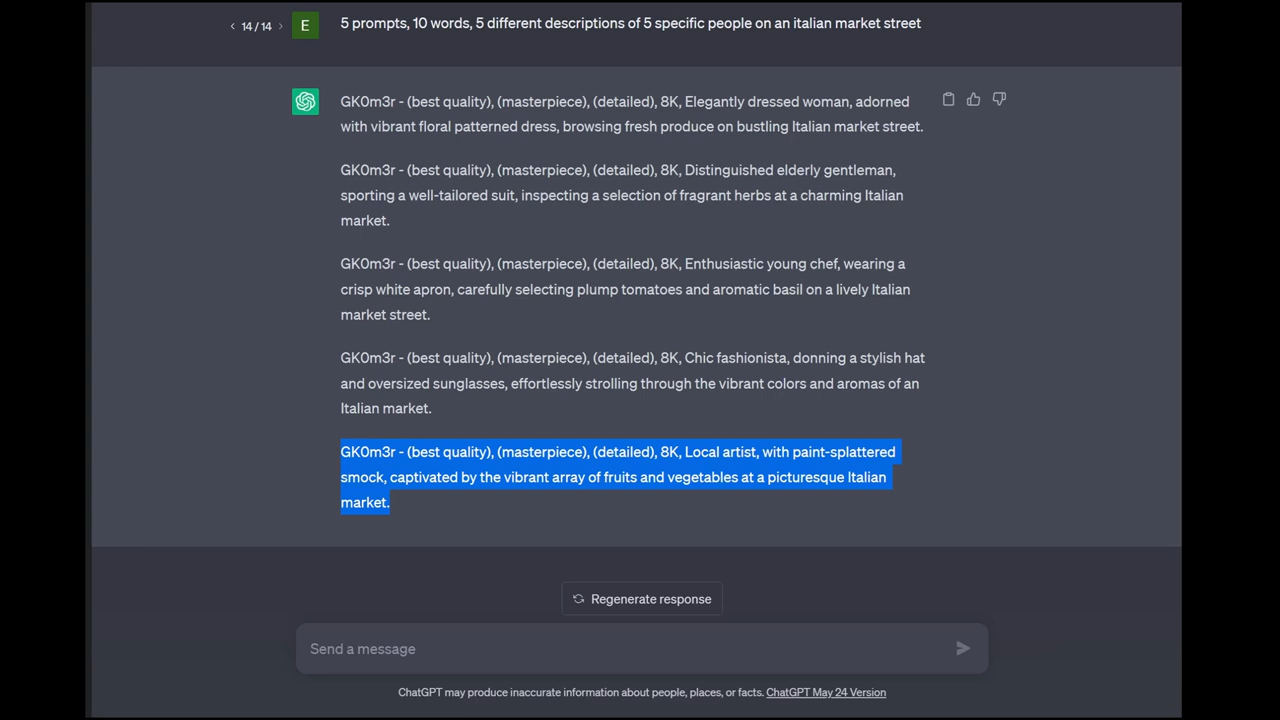 14 / 14
E
5 prompts, 10 words, 5 different descriptions of 5 specific people on an italian market street
GK0m3r - (best quality), (masterpiece), (detailed), 8K, Elegantly dressed woman, adorned
with vibrant floral patterned dress, browsing fresh produce on bustling Italian market street.
GK0m3r - (best quality), (masterpiece), (detailed), 8K, Distinguished elderly gentleman,
sporting a well-tailored suit, inspecting a selection of fragrant herbs at a charming Italian
market.
GK0m3r - (best quality), (masterpiece), (detailed), 8K, Enthusiastic young chef, wearing a
crisp white apron, carefully selecting plump tomatoes and aromatic basil on a lively Italian
market street.
GK0m3r - (best quality), (masterpiece), (detailed), 8K, Chic fashionista, donning a stylish hat
and oversized sunglasses, effortlessly strolling through the vibrant colors and aromas of an
Italian market.
GK0m3r - (best quality), (masterpiece), (detailed), 8K, Local artist, with paint-splattered
smock, captivated by the vibrant array of fruits and vegetables at a picturesque Italian
market.
Regenerate response
Send a message
ChatGPT may produce inaccurate information about people, places, or facts. ChatGPT May 24 Version